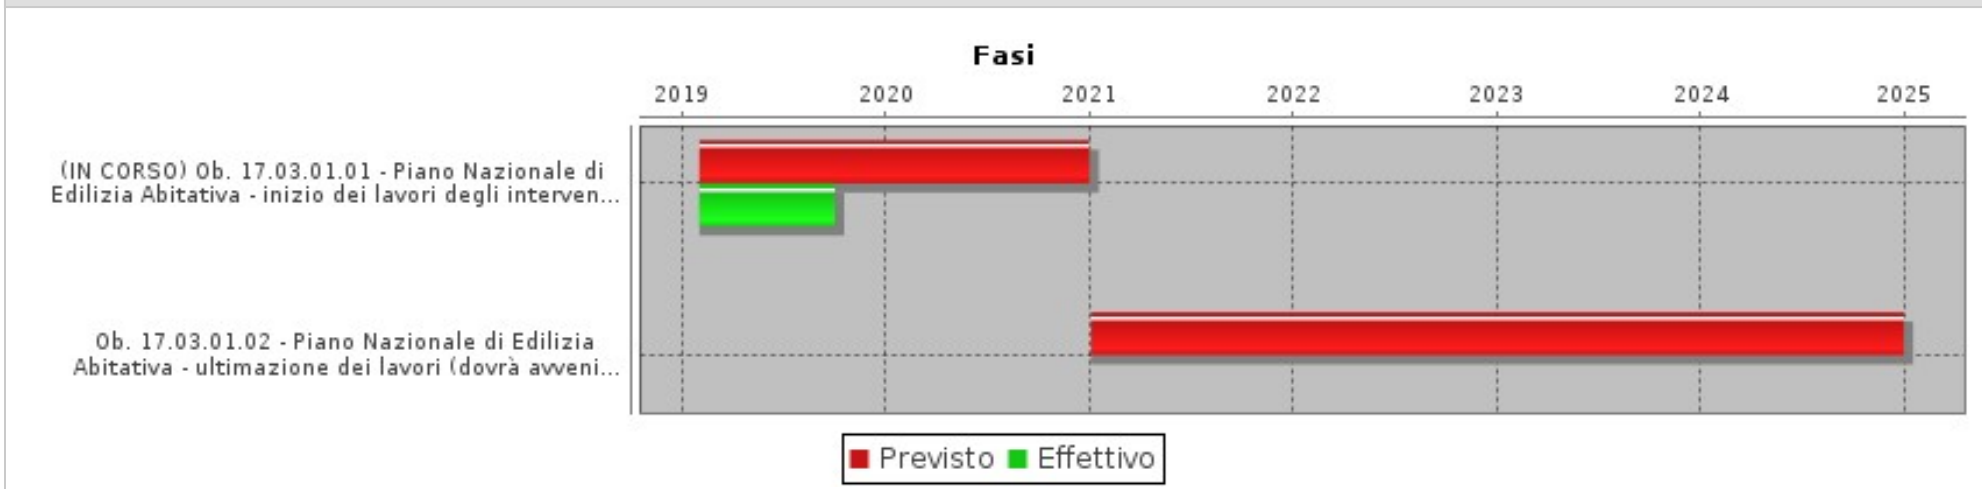 Fasi
2019 2020 2021 2022 2023 2024 2025
(IN CORSO) Ob. 17.03.01.01 - Piano Nazionale di
Edilizia Abitativa - inizio dei lavori degli interven...
Ob. 17.03.01.02 - Piano Nazionale di Edilizia
Abitativa - ultimazione dei lavori (dovrà avveni...
Previsto Effettivo